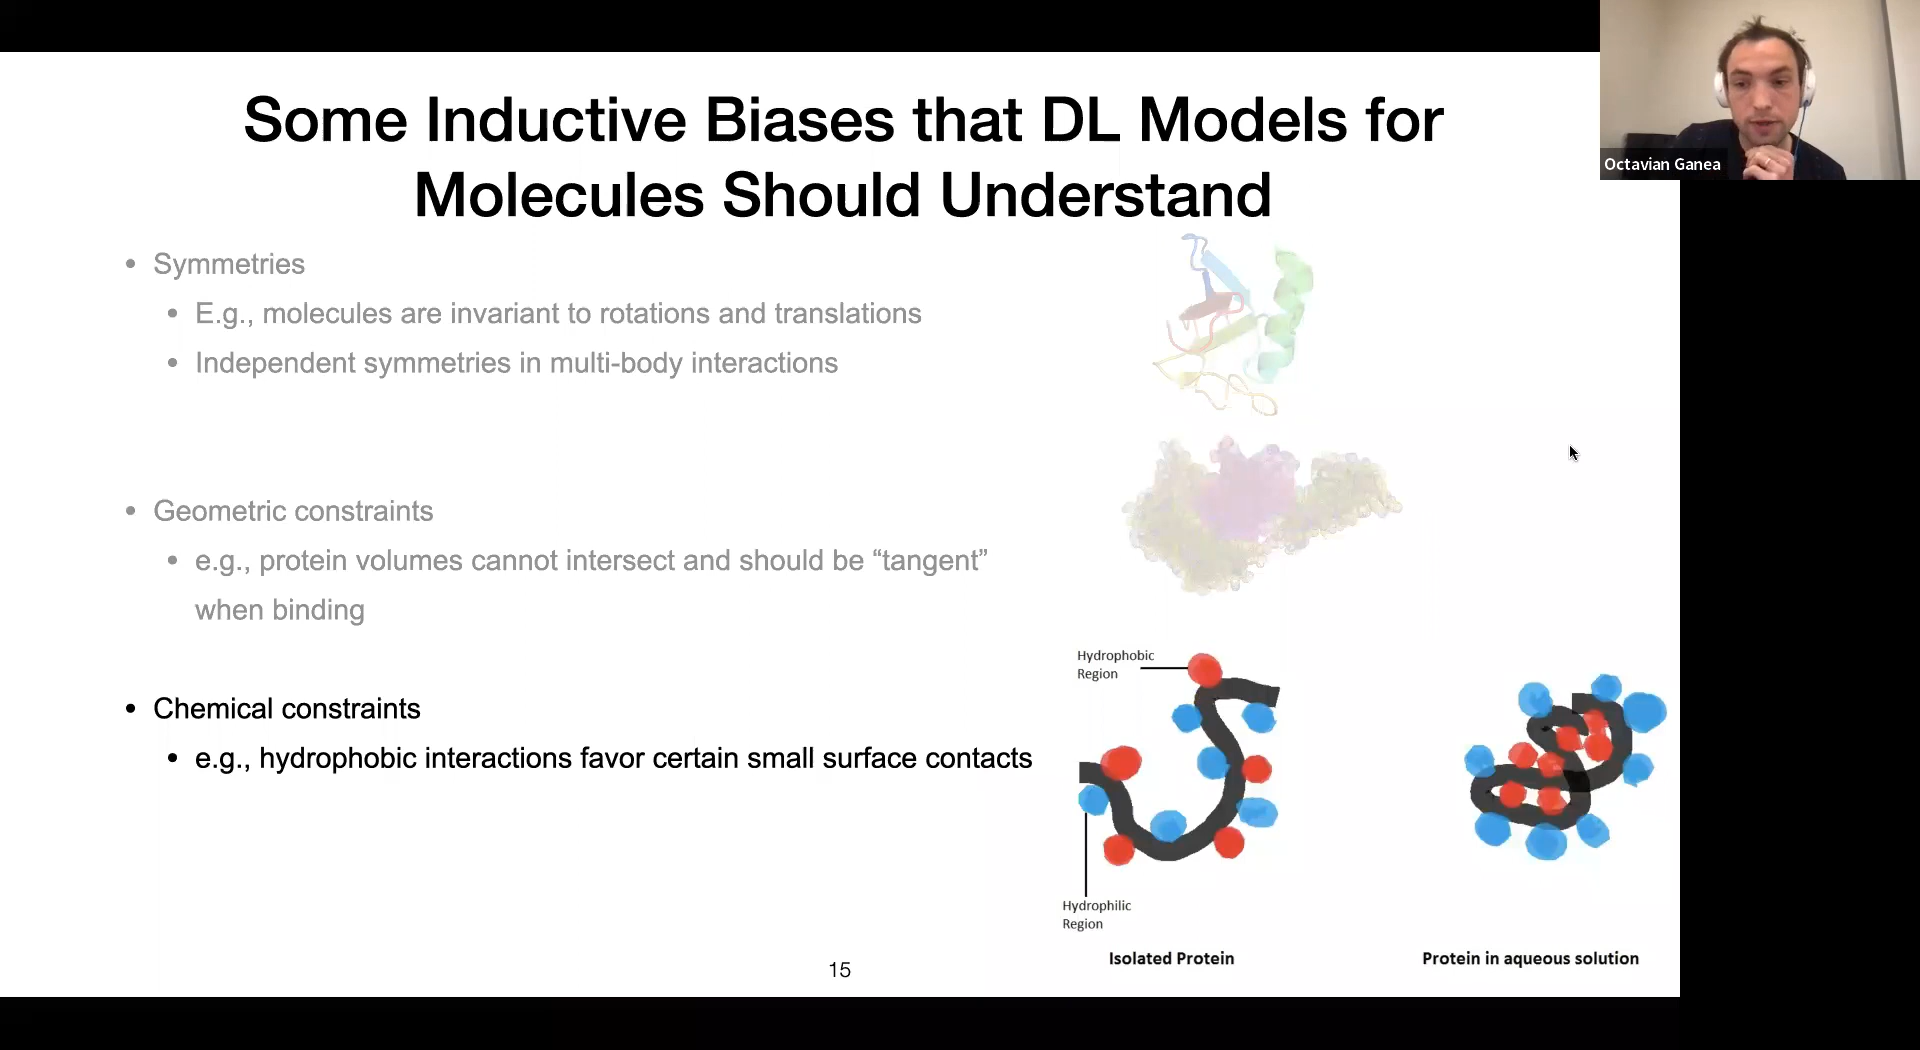 Some Inductive Biases that DL Models for
Molecules Should Understand
Octavian Ganea
• Symmetries
• E.g., molecules are invariant to rotations and translations
• Independent symmetries in multi-body interactions
• Geometric constraints
• e.g., protein volumes cannot intersect and should be “tangent”
when binding
• Chemical constraints
• e.g., hydrophobic interactions favor certain small surface contacts
Hydrophobic
Region
Hydrophilic
Region
Isolated Protein
Protein in aqueous solution
15